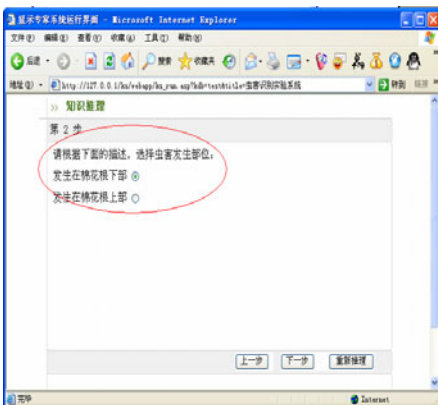 显示专家系统运行界面 - Microsoft Internet Explorer
文件(F) 编辑(E) 查看(V) 收藏(A) 工具(T) 帮助(H)
后退 搜索 收藏夹
地址(D) 转到 链接
» 知识推理
第 2 步
请根据下面的描述，选择虫害发生部位：
发生在棉花根下部
发生在棉花根上部
上一步 下一步 重新推理
完毕 Internet